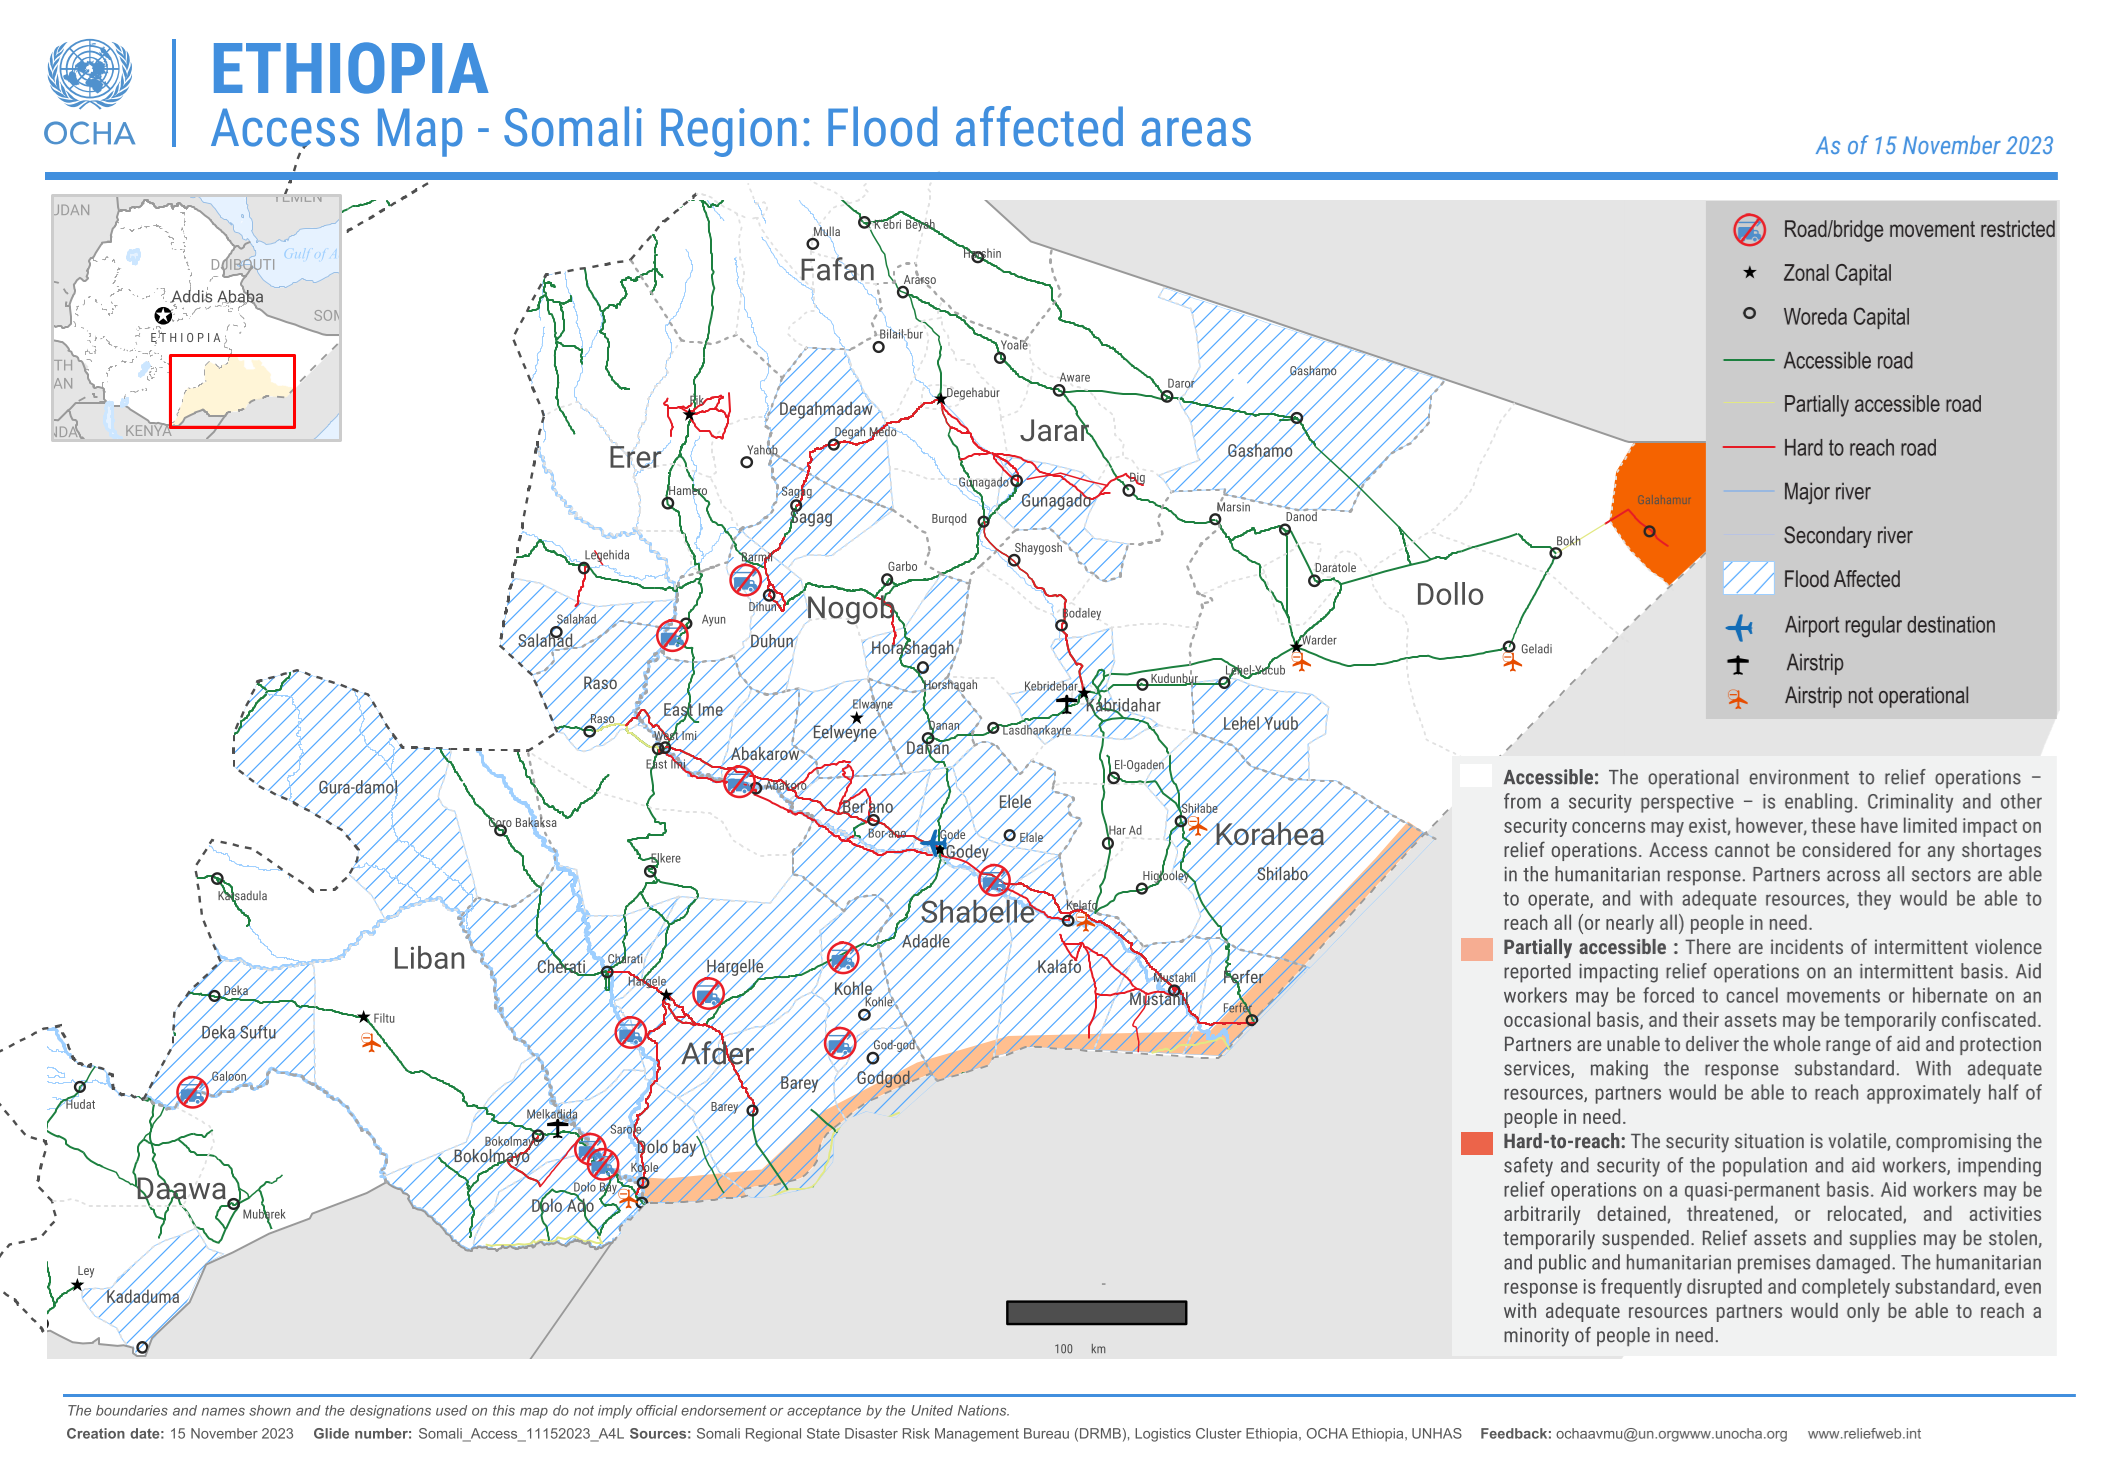 OCHA
ETHIOPIA
Access Map - Somali Region: Flood affected areas
As of 15 November 2023
UDAN
YEMEN
Gulf of A
DJIBOUTI
Addis Ababa
SOM
ETHIOPIA
TH
AN
NDA
KENYA
Road/bridge movement restricted
Zonal Capital
Woreda Capital
Accessible road
Partially accessible road
Hard to reach road
Major river
Secondary river
Flood Affected
Airport regular destination
Airstrip
Airstrip not operational
K'ebri Beyah
Mulla
Harshin
Fafan
Ararso
Bilail-bur
Yoale
Gashamo
Aware
Daror
Degehabur
Fik
Degahmadaw
Degah Medo
Jarar
Erer
Yahob
Gashamo
Dig
Gunagado
Gunagado
Hamero
Sagag
Sagag
Burqod
Marsin
Danod
Galahamur
Bokh
Legehida
Barmil
Shaygosh
Garbo
Daratole
Dihun
Nogob
Dollo
Salahad
Salahad
Ayun
Bodaley
Duhun
Horashagah
Warder
Geladi
Raso
Horshagah
Kebridehar
Kudunbur
Lehel-Yucub
East Ime
Elwayne
Kabridahar
Raso
Eelweyne
Danan
Lasdhankayre
Lehel Yuub
West Imi
East Imi
Abakarow
Danan
Gura-damol
Abakoro
El-Ogaden
Ber'ano
Elele
Shilabe
Goro Bakaksa
Bor-ano
Gode
Elale
Har Ad
Korahea
Godey
Elkere
Higlooley
Shilabo
Karsadula
Kelafo
Shabelle
Adadle
Liban
Cherati
Charati
Hargelle
Kalafo
Hargele
Kohle
Mustahil
Ferfer
Deka
Kohle
Mustahil
Ferfer
Filtu
Deka Suftu
Afder
God-god
Godgod
Galoon
Barey
Hudat
Barey
Melkadida
Sarole
Bokolmayo
Bokolmayo
Dolo bay
Koole
Dolo Bay
Daawa
Dolo Ado
Mubarek
Ley
Kadaduma
100 km
Accessible: The operational environment to relief operations –
from a security perspective – is enabling. Criminality and other
security concerns may exist, however, these have limited impact on
relief operations. Access cannot be considered for any shortages
in the humanitarian response. Partners across all sectors are able
to operate, and with adequate resources, they would be able to
reach all (or nearly all) people in need.
Partially accessible : There are incidents of intermittent violence
reported impacting relief operations on an intermittent basis. Aid
workers may be forced to cancel movements or hibernate on an
occasional basis, and their assets may be temporarily confiscated.
Partners are unable to deliver the whole range of aid and protection
services, making the response substandard. With adequate
resources, partners would be able to reach approximately half of
people in need.
Hard-to-reach: The security situation is volatile, compromising the
safety and security of the population and aid workers, impending
relief operations on a quasi-permanent basis. Aid workers may be
arbitrarily detained, threatened, or relocated, and activities
temporarily suspended. Relief assets and supplies may be stolen,
and public and humanitarian premises damaged. The humanitarian
response is frequently disrupted and completely substandard, even
with adequate resources partners would only be able to reach a
minority of people in need.
The boundaries and names shown and the designations used on this map do not imply official endorsement or acceptance by the United Nations.
Creation date: 15 November 2023 Glide number: Somali_Access_11152023_A4L Sources: Somali Regional State Disaster Risk Management Bureau (DRMB), Logistics Cluster Ethiopia, OCHA Ethiopia, UNHAS Feedback: ochaavmu@un.orgwww.unocha.org www.reliefweb.int